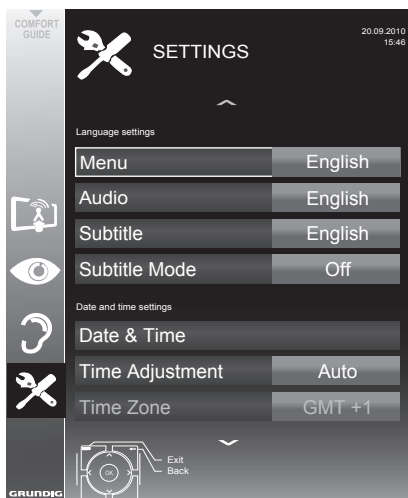 COMFORT
GUIDE
SETTINGS
20.09.2010
15:46
Language settings
Menu English
Audio English
Subtitle English
Subtitle Mode Off
Date and time settings
Date & Time
Time Adjustment Auto
Time Zone GMT +1
Exit
Back
OK
GRUNDIG